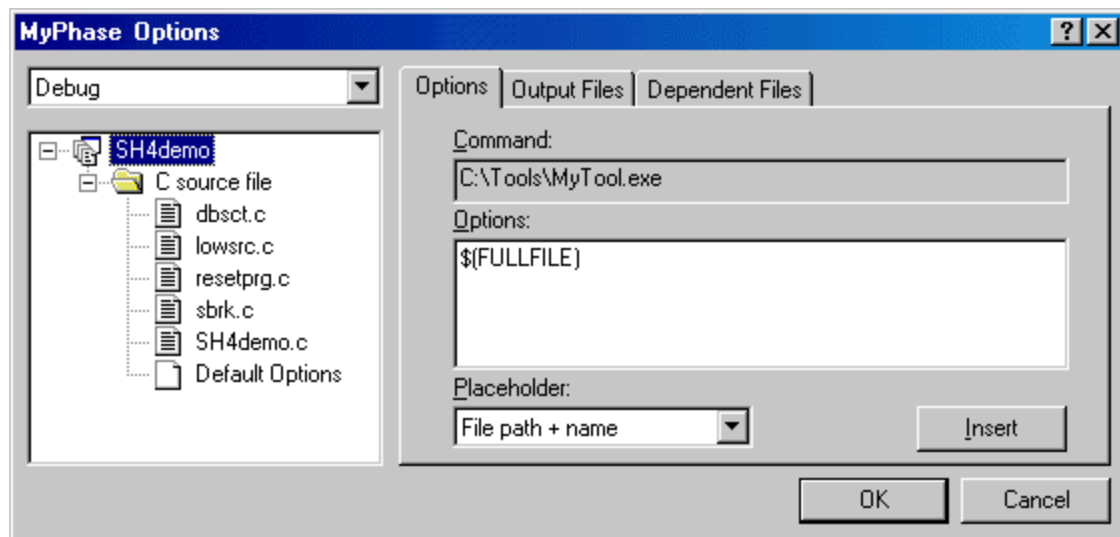 MyPhase Options
Debug
SH4demo
C source file
dbsct.c
lowsrc.c
resetprg.c
sbrk.c
SH4demo.c
Default Options
Options
Output Files
Dependent Files
Command:
C:\Tools\MyTool.exe
Options:
$(FULLFILE)
Placeholder:
File path + name
Insert
OK
Cancel